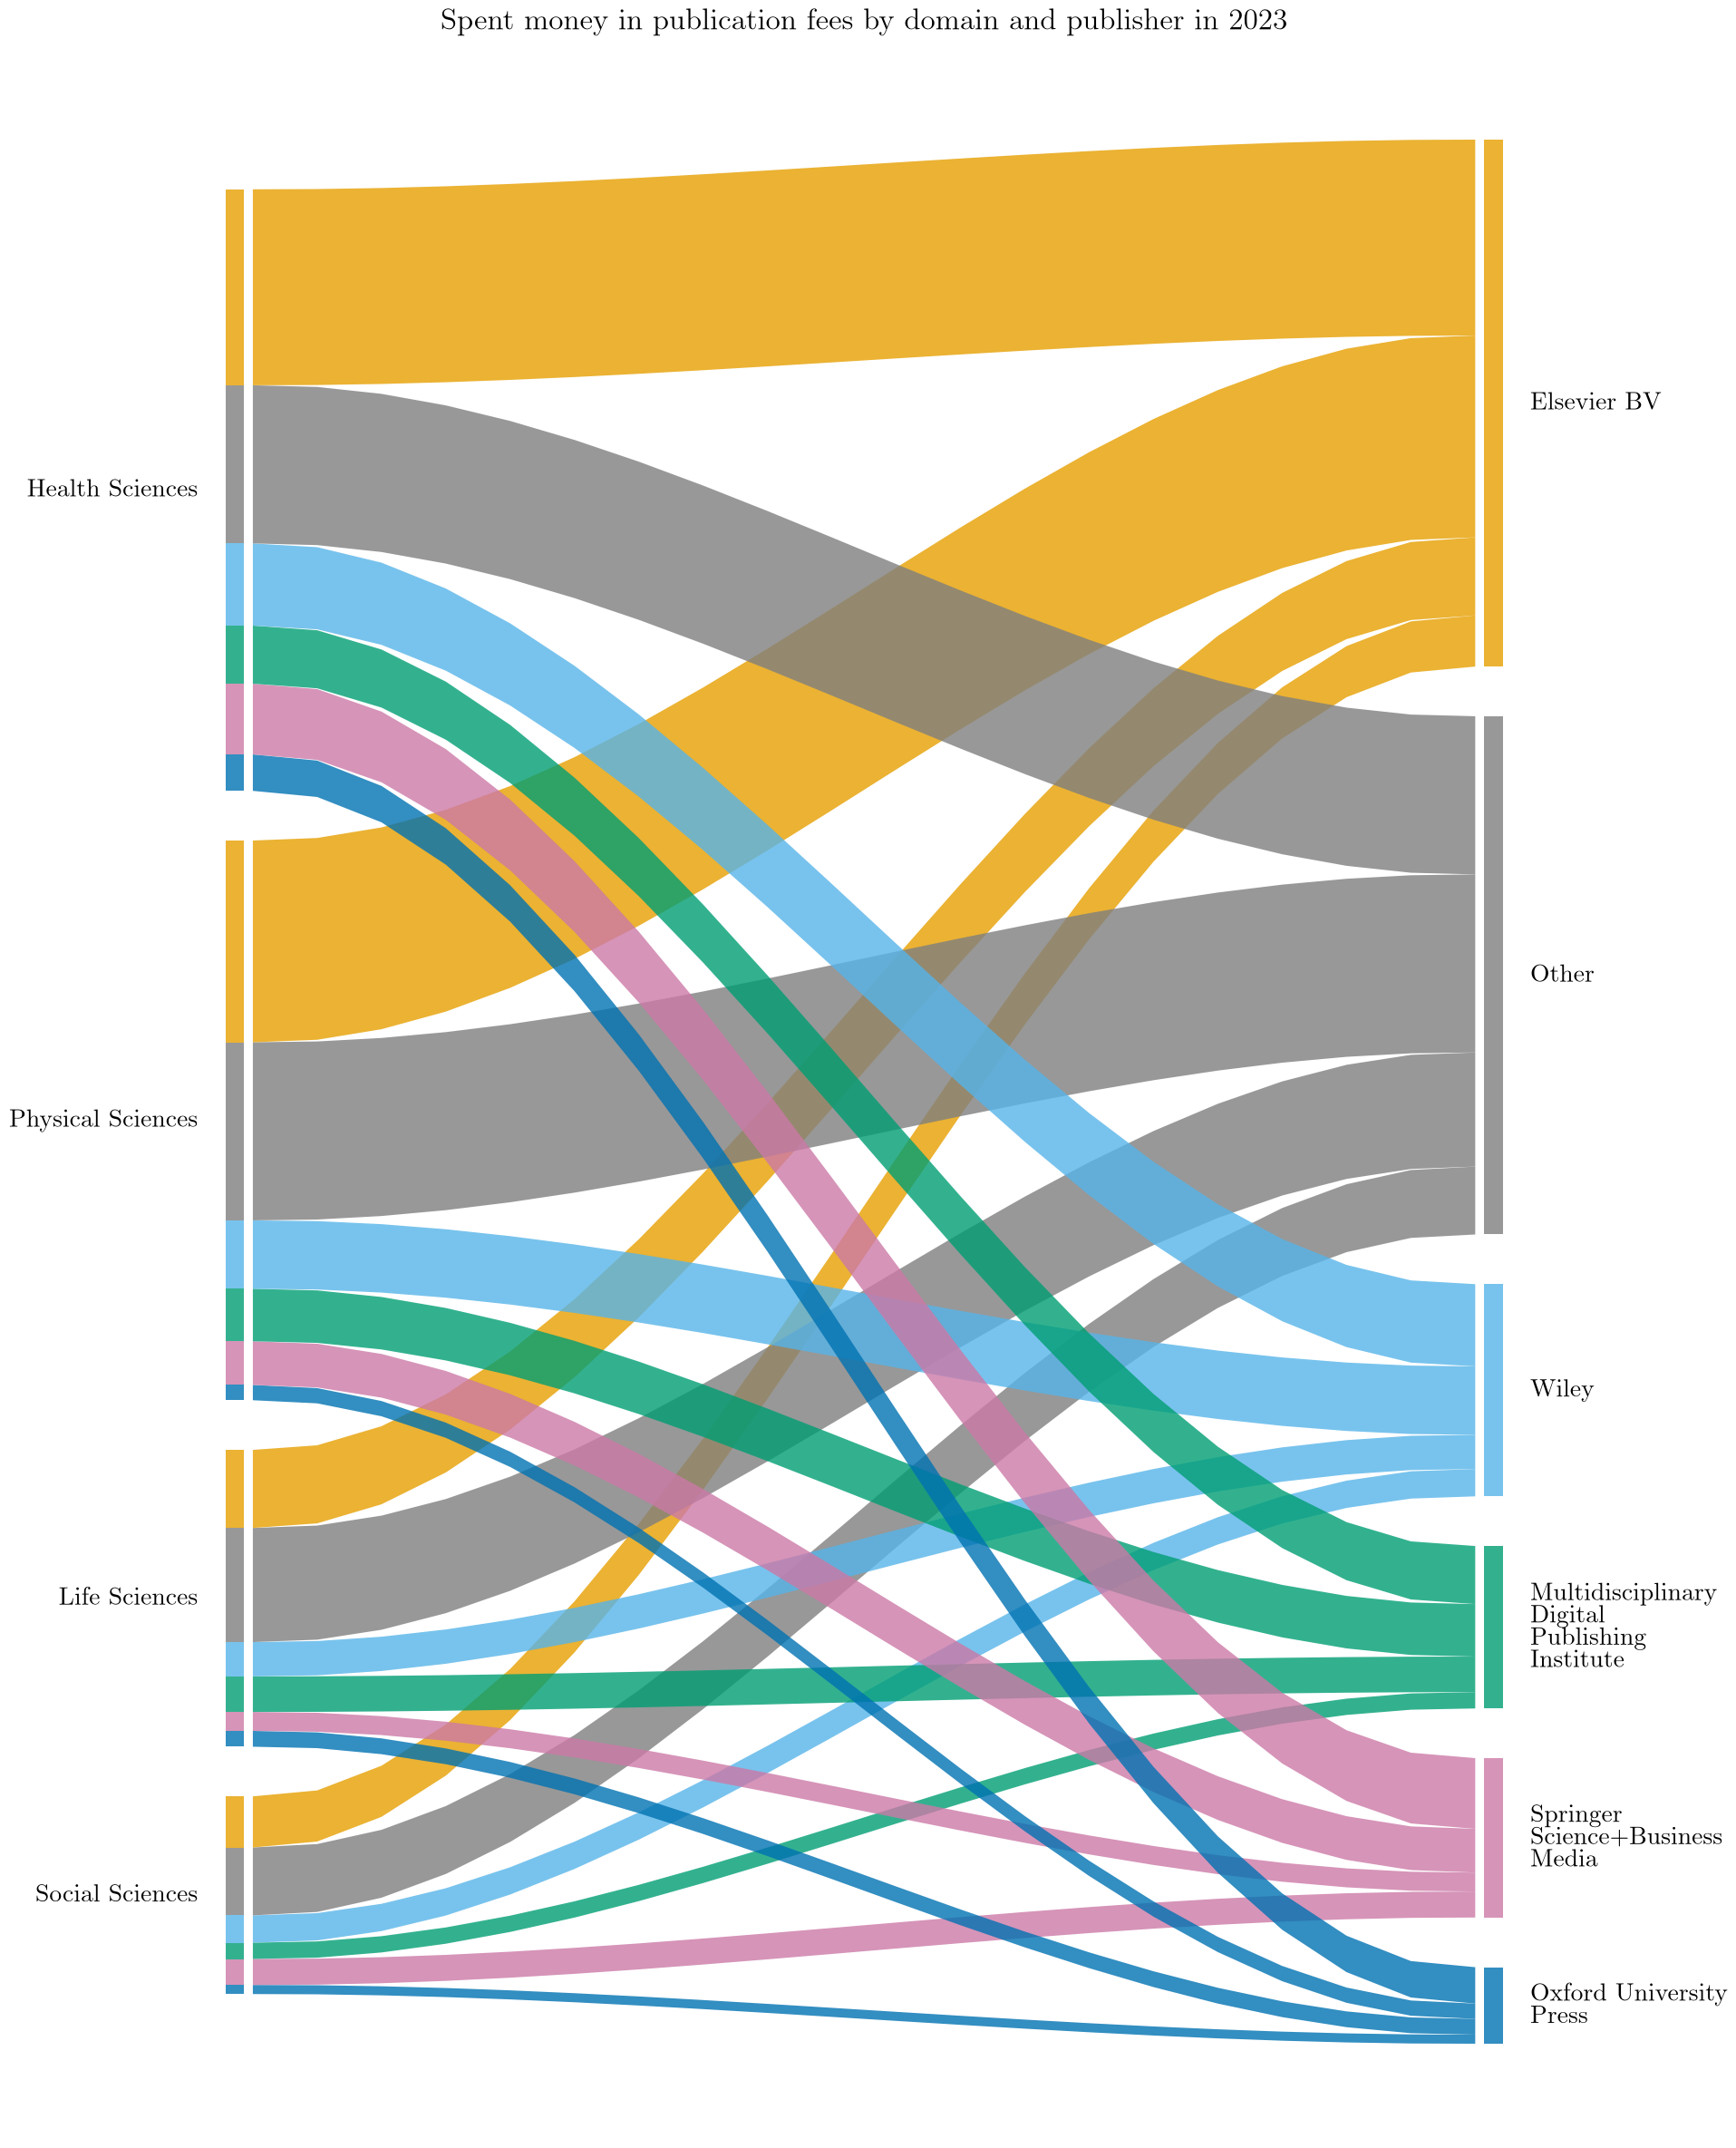 Spent money in publication fees by domain and publisher in 2023
Health Sciences
Physical Sciences
Life Sciences
Social Sciences
Elsevier BV
Other
Wiley
Multidisciplinary
Digital
Publishing
Institute
Springer
Science+Business
Media
Oxford University
Press